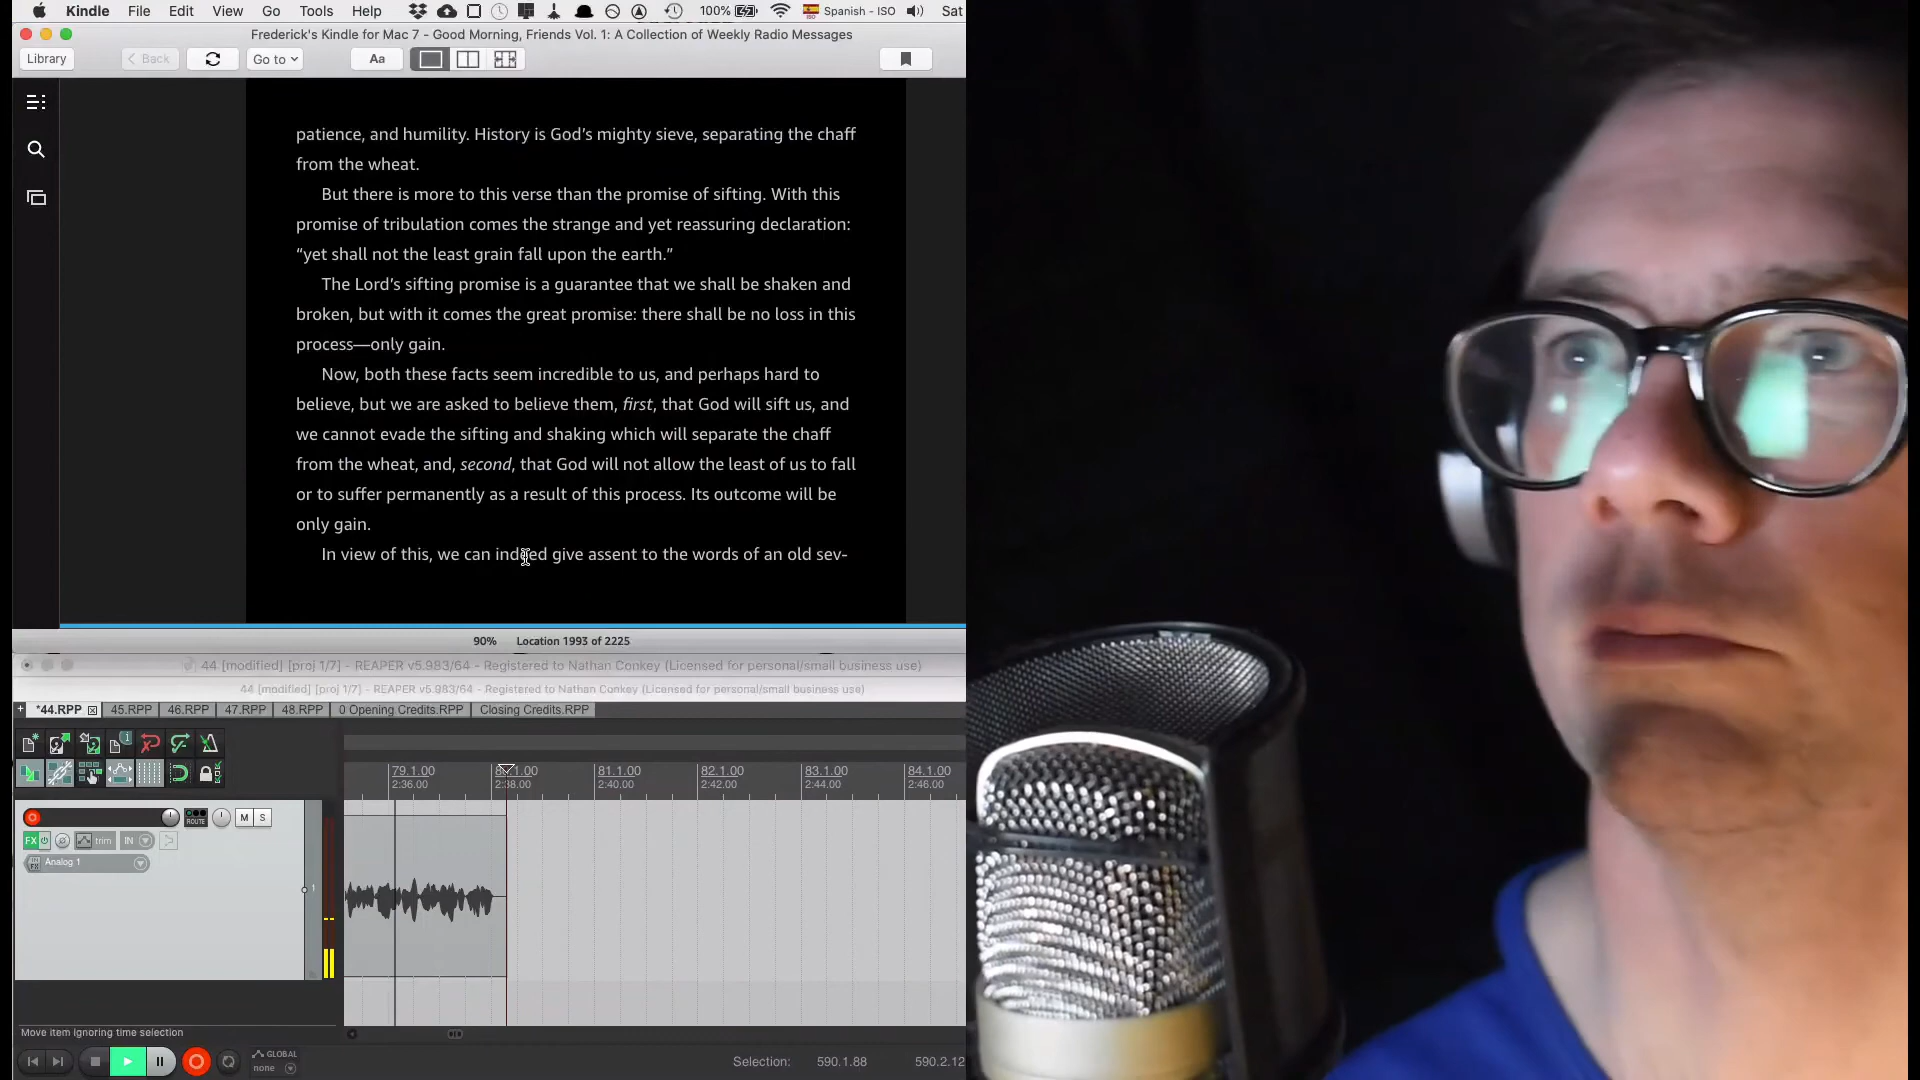 Kindle File Edit View Go Tools Help 100% Spanish - ISO Sat
Frederick's Kindle for Mac 7 - Good Morning, Friends Vol. 1: A Collection of Weekly Radio Messages
Library Back Go to Aa
patience, and humility. History is God’s mighty sieve, separating the chaff
from the wheat.
But there is more to this verse than the promise of sifting. With this
promise of tribulation comes the strange and yet reassuring declaration:
“yet shall not the least grain fall upon the earth.”
The Lord’s sifting promise is a guarantee that we shall be shaken and
broken, but with it comes the great promise: there shall be no loss in this
process—only gain.
Now, both these facts seem incredible to us, and perhaps hard to
believe, but we are asked to believe them, first, that God will sift us, and
we cannot evade the sifting and shaking which will separate the chaff
from the wheat, and, second, that God will not allow the least of us to fall
or to suffer permanently as a result of this process. Its outcome will be
only gain.
In view of this, we can indeed give assent to the words of an old sev-
90% Location 1993 of 2225
44 [modified] [proj 1/7] - REAPER v5.983/64 - Registered to Nathan Conkey (Licensed for personal/small business use)
44 [modified] [proj 1/7] - REAPER v5.983/64 - Registered to Nathan Conkey (Licensed for personal/small business use)
+ *44.RPP 45.RPP 46.RPP 47.RPP 48.RPP 0 Opening Credits.RPP Closing Credits.RPP
79.1.00 80.1.00 81.1.00 82.1.00 83.1.00 84.1.00
2:36.00 2:38.00 2:40.00 2:42.00 2:44.00 2:46.00
ROUTE M S
FX trim IN
Analog 1
1
Move item ignoring time selection
GLOBAL
none
Selection: 590.1.88 590.2.12